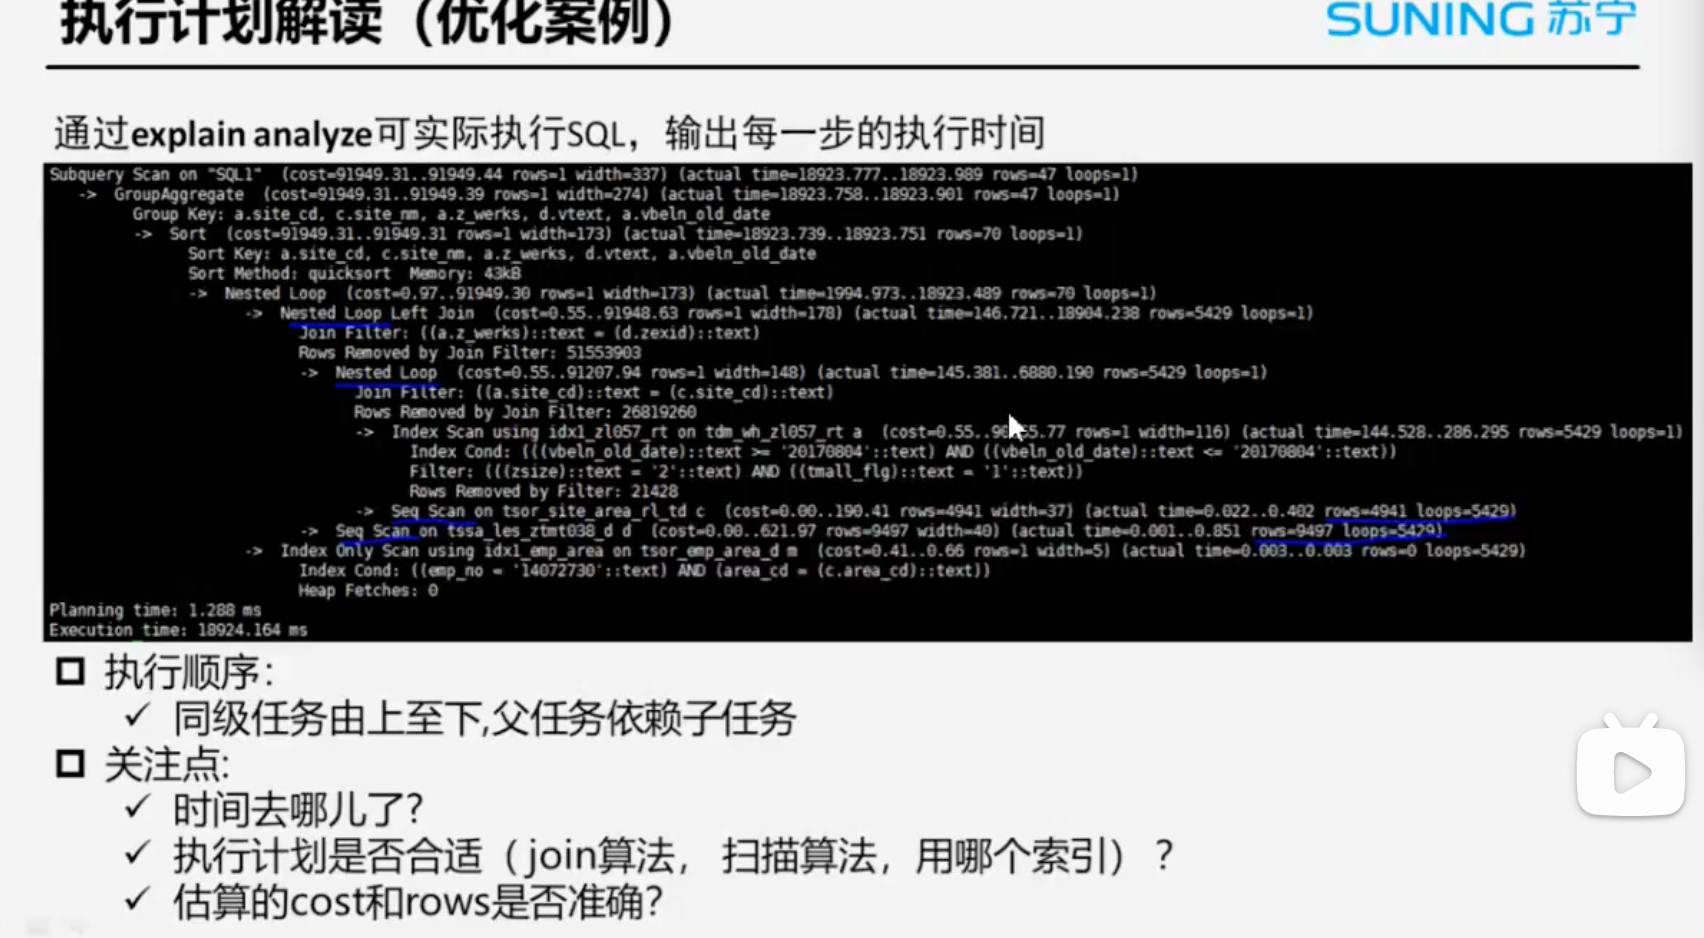 执行计划解读（优化案例）
SUNING 苏宁
通过explain analyze可实际执行SQL，输出每一步的执行时间
Subquery Scan on "SQL1"  (cost=91949.31..91949.44 rows=1 width=337) (actual time=18923.777..18923.989 rows=47 loops=1)
-> GroupAggregate  (cost=91949.31..91949.39 rows=1 width=274) (actual time=18923.758..18923.901 rows=47 loops=1)
Group Key: a.site_cd, c.site_nm, a.z_werks, d.vtext, a.vbeln_old_date
-> Sort  (cost=91949.31..91949.31 rows=1 width=173) (actual time=18923.739..18923.751 rows=70 loops=1)
Sort Key: a.site_cd, c.site_nm, a.z_werks, d.vtext, a.vbeln_old_date
Sort Method: quicksort  Memory: 43kB
-> Nested Loop  (cost=0.97..91949.30 rows=1 width=173) (actual time=1994.973..18923.489 rows=70 loops=1)
-> Nested Loop Left Join  (cost=0.55..91948.63 rows=1 width=178) (actual time=146.721..18904.238 rows=5429 loops=1)
Join Filter: ((a.z_werks)::text = (d.zexid)::text)
Rows Removed by Join Filter: 51553903
-> Nested Loop  (cost=0.55..91207.94 rows=1 width=148) (actual time=145.381..6880.190 rows=5429 loops=1)
Join Filter: ((a.site_cd)::text = (c.site_cd)::text)
Rows Removed by Join Filter: 26819260
-> Index Scan using idx1_zl057_rt on tdm_wh_zl057_rt a  (cost=0.55..90 5.77 rows=1 width=116) (actual time=144.528..286.295 rows=5429 loops=1)
Index Cond: (((vbeln_old_date)::text >= '20170804'::text) AND ((vbeln_old_date)::text <= '20170804'::text))
Filter: (((zsize)::text = '2'::text) AND ((tmall_flg)::text = '1'::text))
Rows Removed by Filter: 21428
-> Seq Scan on tsor_site_area_rl_td c  (cost=0.00..190.41 rows=4941 width=37) (actual time=0.022..0.402 rows=4941 loops=5429)
-> Seq Scan on tssa_les_ztmt038_d d  (cost=0.00..621.97 rows=9497 width=40) (actual time=0.001..0.851 rows=9497 loops=5429)
-> Index Only Scan using idx1_emp_area on tsor_emp_area_d m  (cost=0.41..0.66 rows=1 width=5) (actual time=0.003..0.003 rows=0 loops=5429)
Index Cond: ((emp_no = '14072730'::text) AND (area_cd = (c.area_cd)::text))
Heap Fetches: 0
Planning time: 1.288 ms
Execution time: 18924.164 ms
执行顺序:
✓ 同级任务由上至下,父任务依赖子任务
关注点:
✓ 时间去哪儿了?
✓ 执行计划是否合适（join算法， 扫描算法，用哪个索引）？
✓ 估算的cost和rows是否准确?